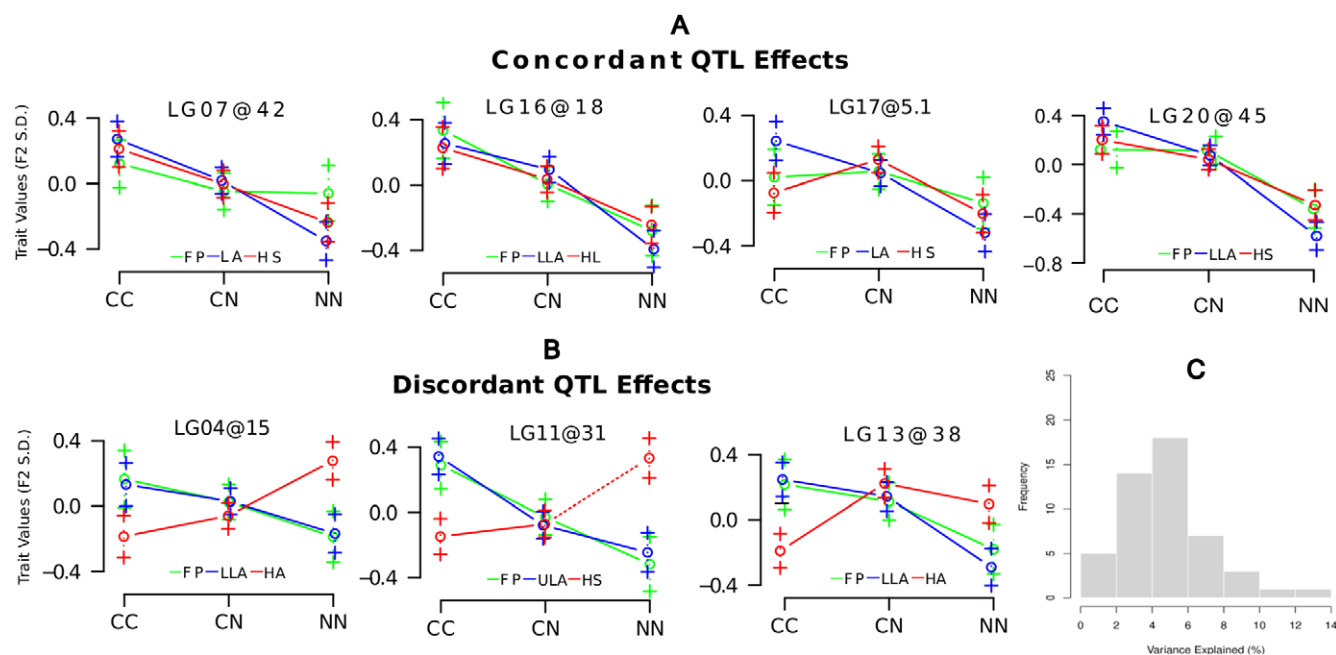 A
Concordant QTL Effects
LG07@42
LG16@18
LG17@5.1
LG20@45
Trait Values (F2 S.D.)
0.4
0.0
−0.4
FP LA HS
CC CN NN
0.4
0.0
−0.4
FP LLA HL
CC CN NN
0.4
0.0
−0.4
FP LA HS
CC CN NN
0.4
0.0
−0.4
−0.8
FP LLA HS
CC CN NN
B
Discordant QTL Effects
LG04@15
LG11@31
LG13@38
Trait Values (F2 S.D.)
0.4
0.0
−0.4
FP LLA HA
CC CN NN
0.4
0.0
−0.4
FP ULA HS
CC CN NN
0.4
0.0
−0.4
FP LLA HA
CC CN NN
C
Frequency
25
20
15
10
5
0
0 2 4 6 8 10 12 14
Variance Explained (%)